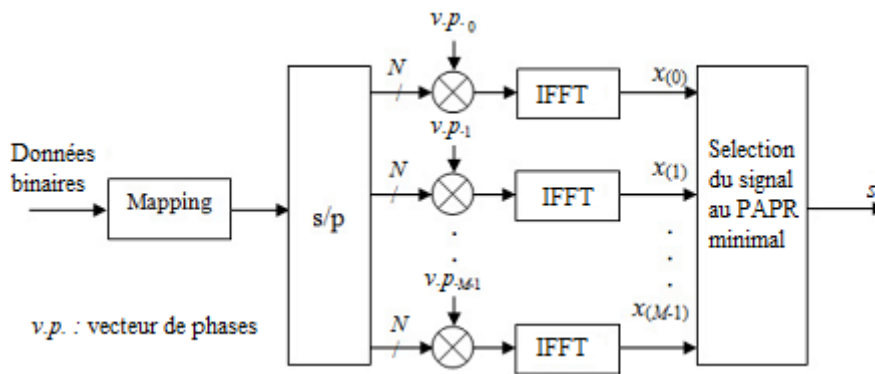 v.p.0
N
IFFT
x(0)
v.p.1
N
IFFT
x(1)
Données
binaires
Mapping
s/p
Selection
du signal
au PAPR
minimal
s
v.p.M-1
N
IFFT
x(M-1)
v.p. : vecteur de phases